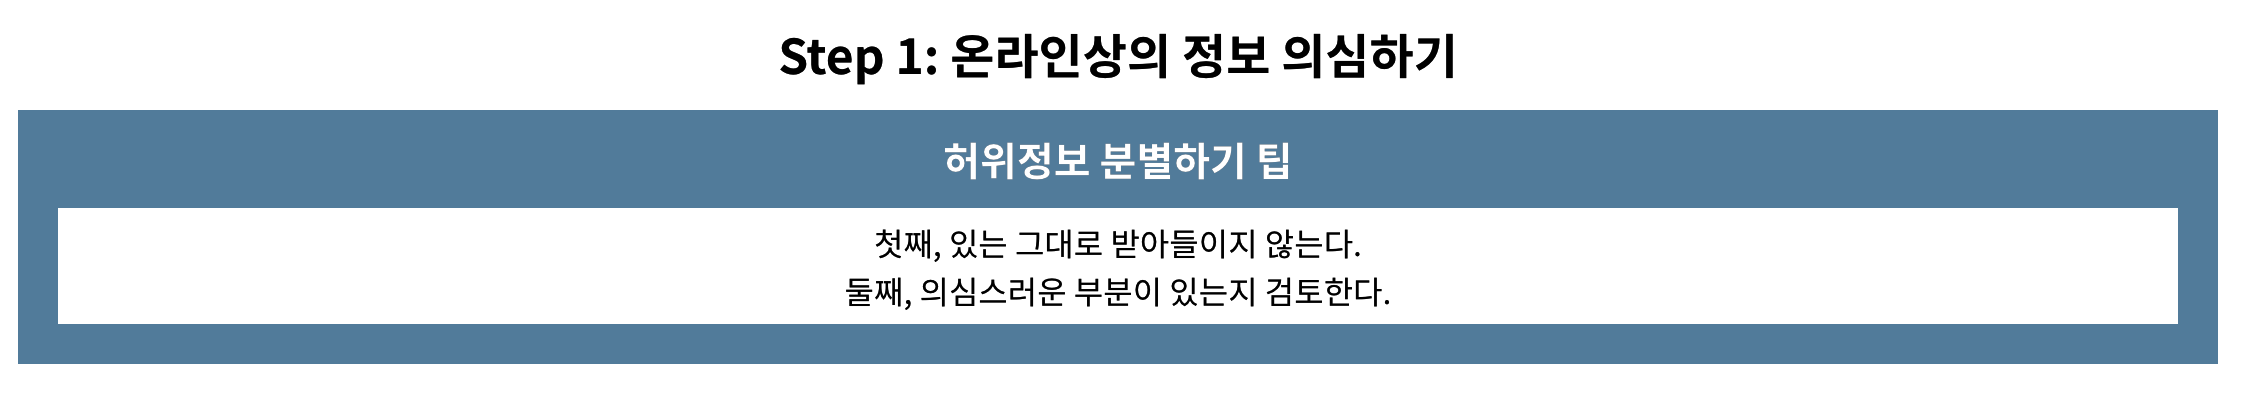 Step 1: 온라인상의 정보 의심하기
허위정보 분별하기 팁
첫째, 있는 그대로 받아들이지 않는다.
둘째, 의심스러운 부분이 있는지 검토한다.